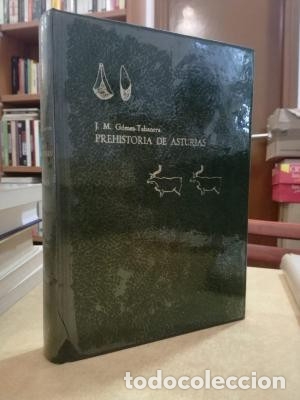 J. M. Gómez-Tabanera
PREHISTORIA DE ASTURIAS
todocoleccion